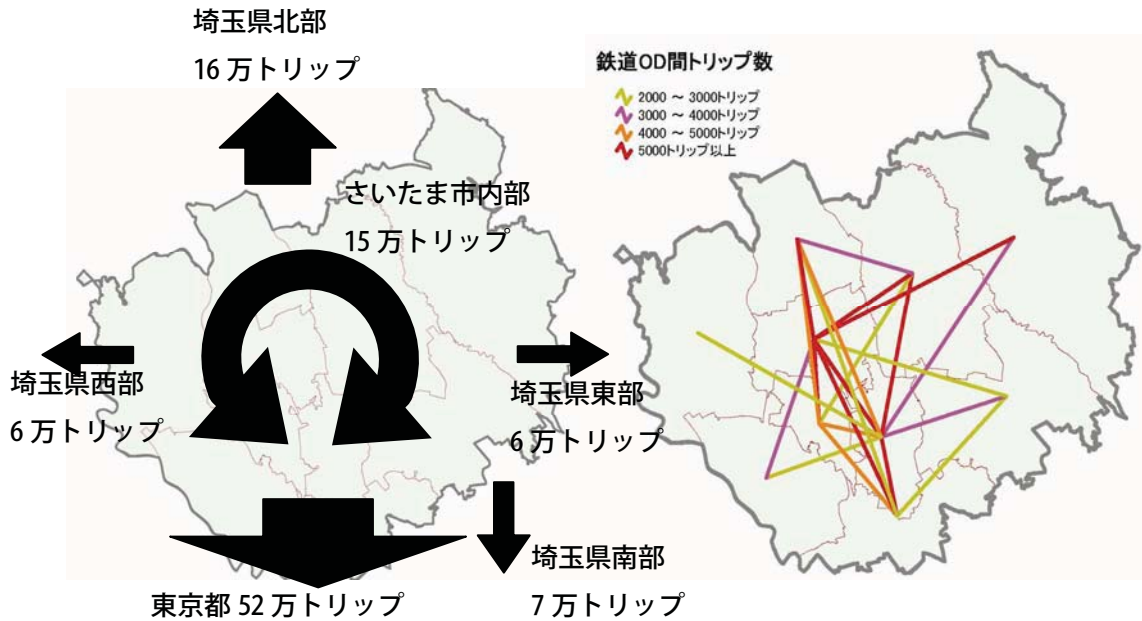 埼玉県北部
16 万トリップ
さいたま市内部
15 万トリップ
埼玉県西部
6 万トリップ
埼玉県東部
6 万トリップ
埼玉県南部
7 万トリップ
東京都 52 万トリップ
鉄道OD間トリップ数
2000 ～ 3000トリップ
3000 ～ 4000トリップ
4000 ～ 5000トリップ
5000トリップ以上